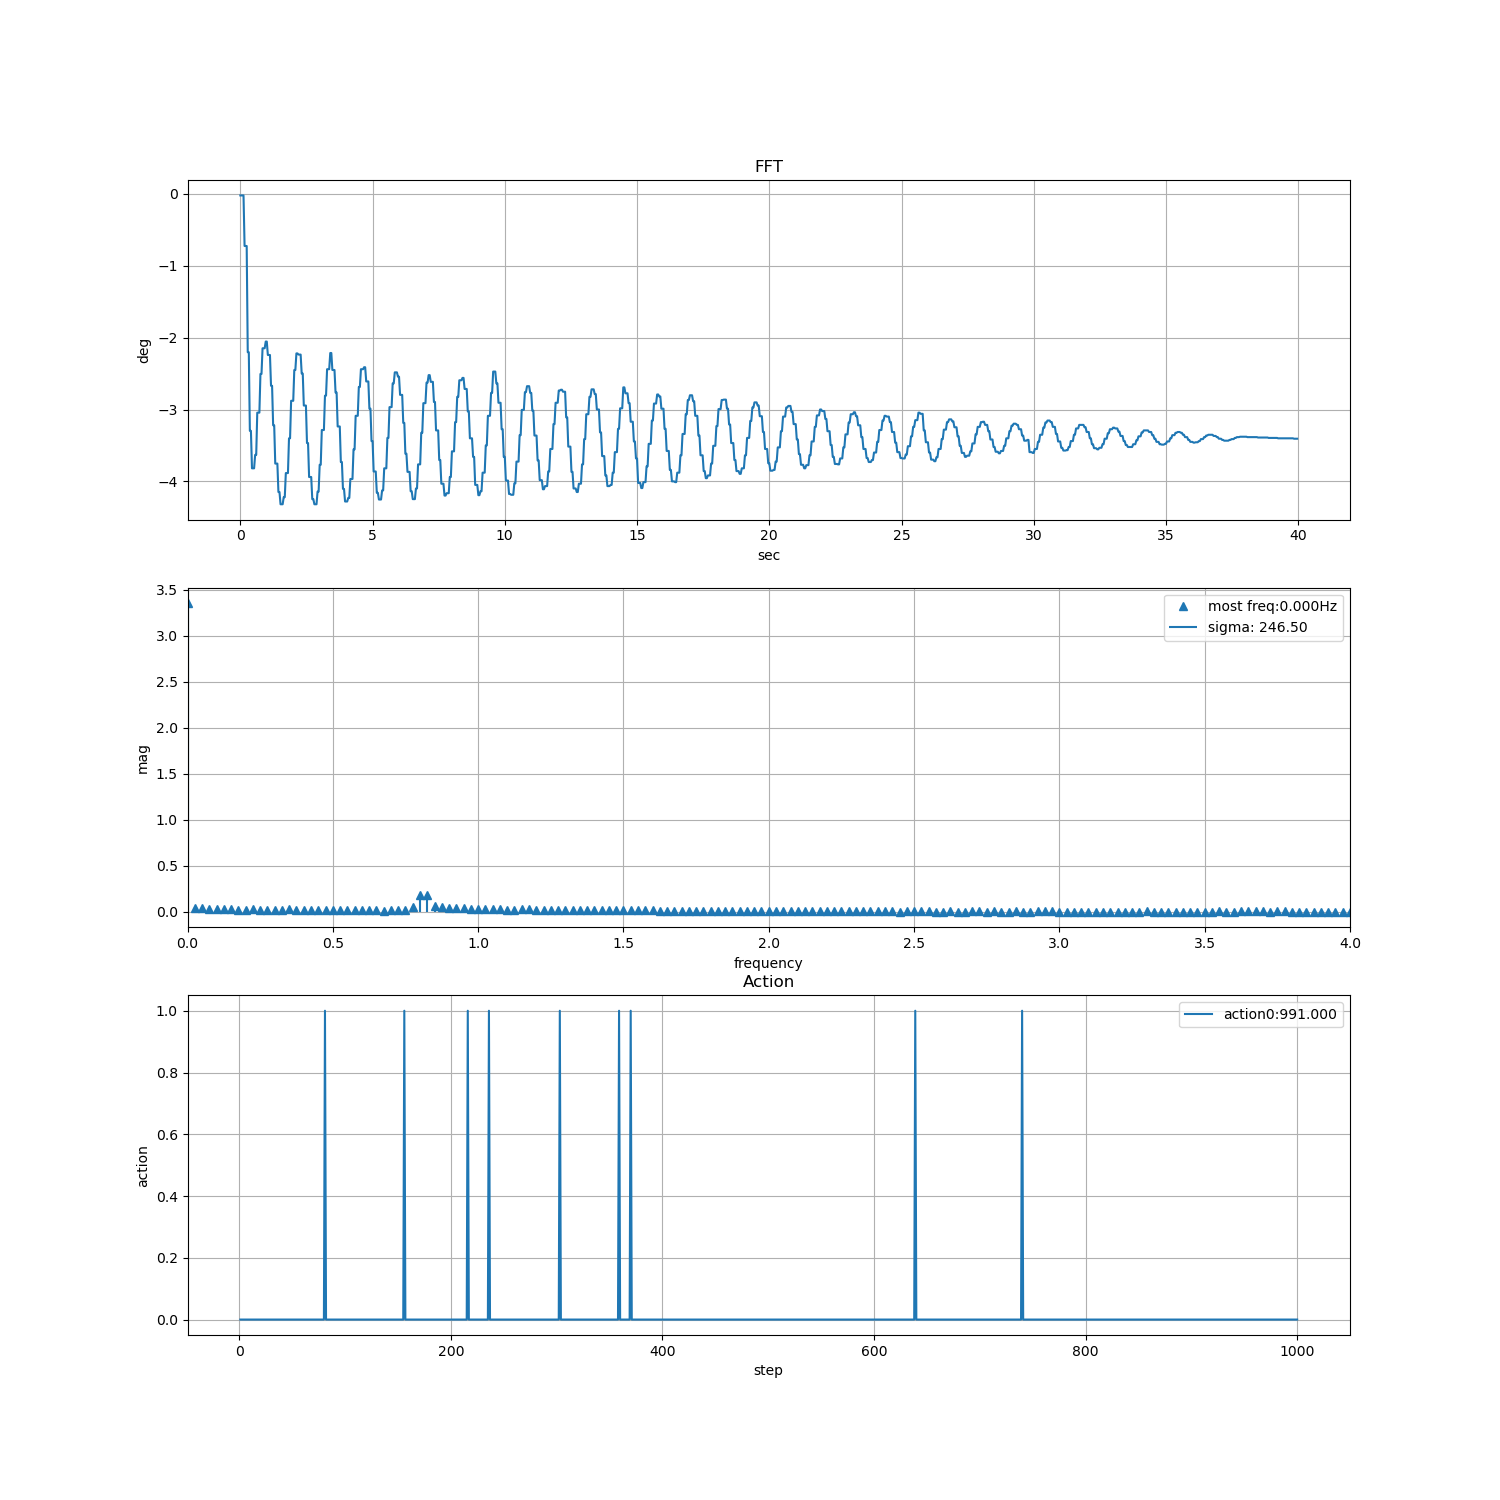 FFT
0
−1
−2
−3
−4
deg
0 5 10 15 20 25 30 35 40
sec
3.5
3.0
2.5
2.0
1.5
1.0
0.5
0.0
mag
most freq:0.000Hz
sigma: 246.50
0.0 0.5 1.0 1.5 2.0 2.5 3.0 3.5 4.0
frequency
Action
1.0
0.8
0.6
0.4
0.2
0.0
action
action0:991.000
0 200 400 600 800 1000
step